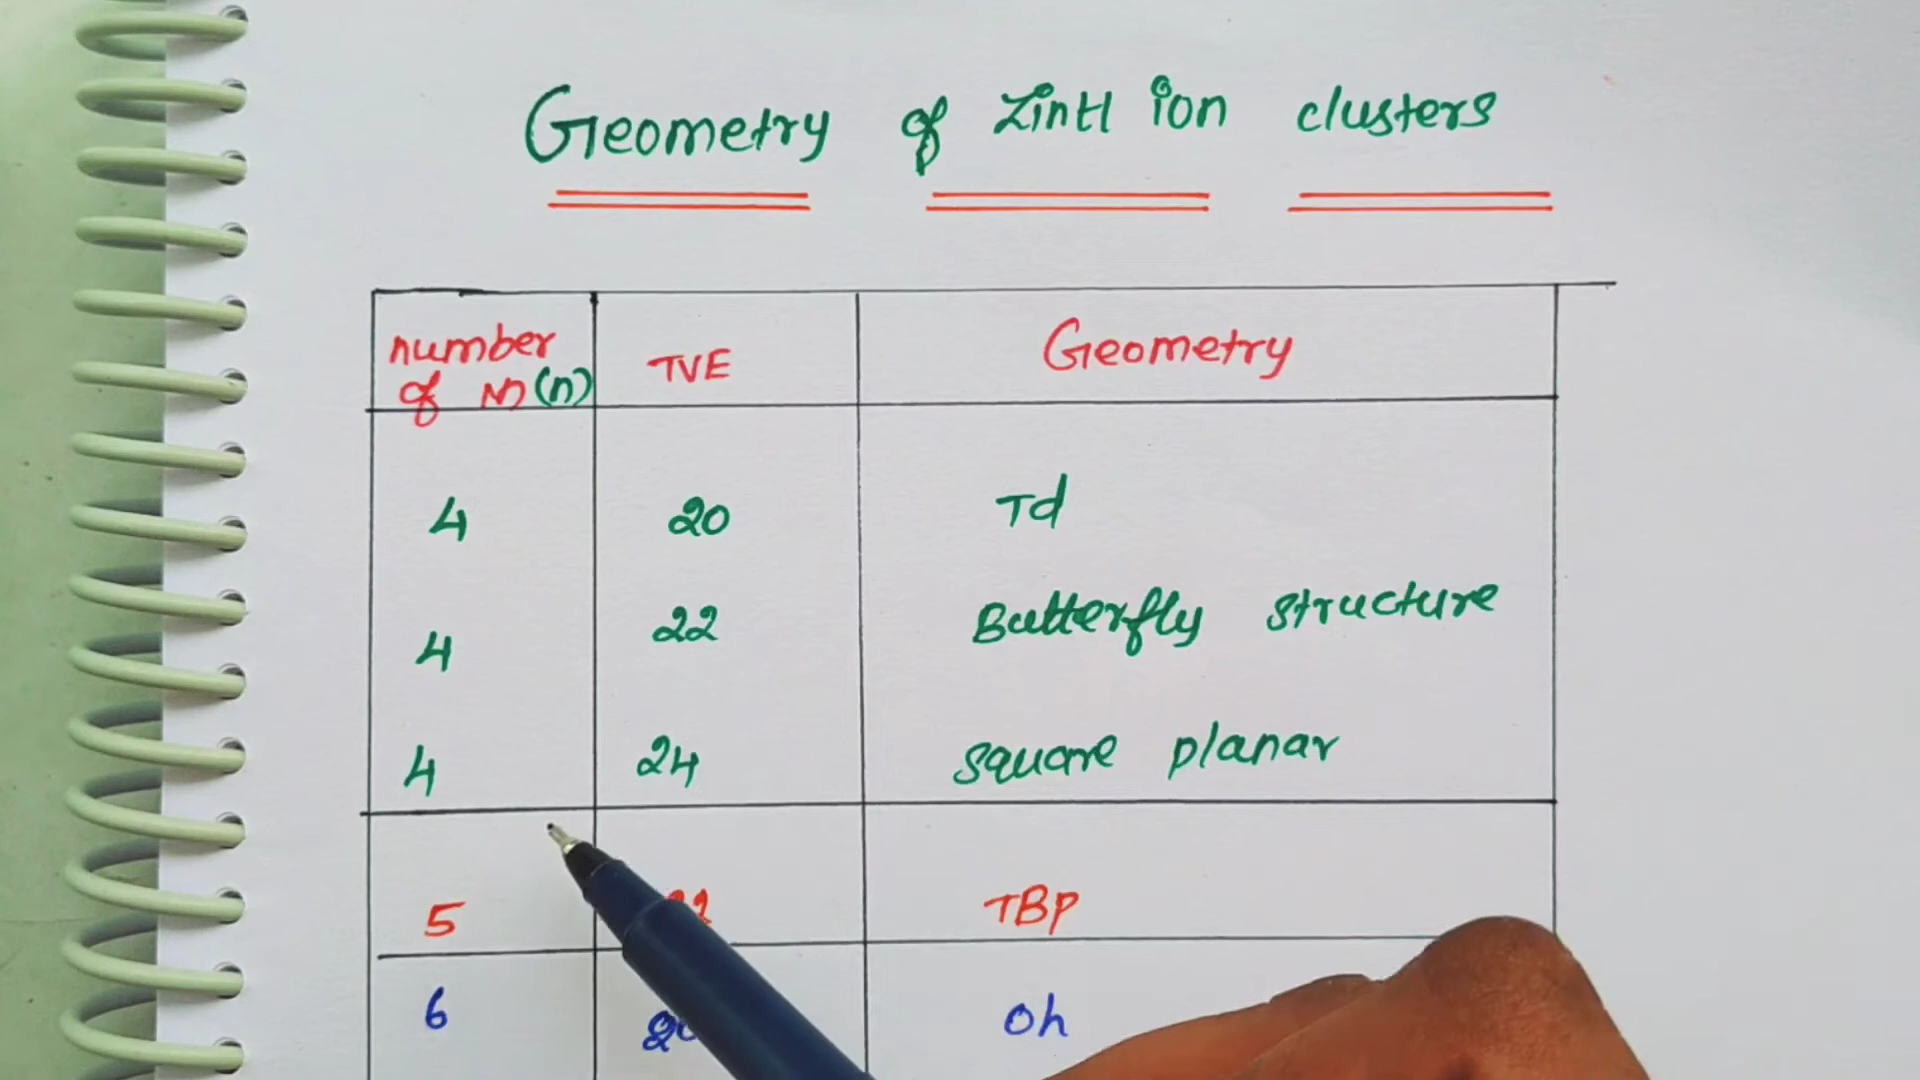 Geometry of Zintl ion clusters
number of M(n) TVE Geometry
4 20 Td
4 22 Butterfly structure
4 24 square planar
5 TBP
6 Oh